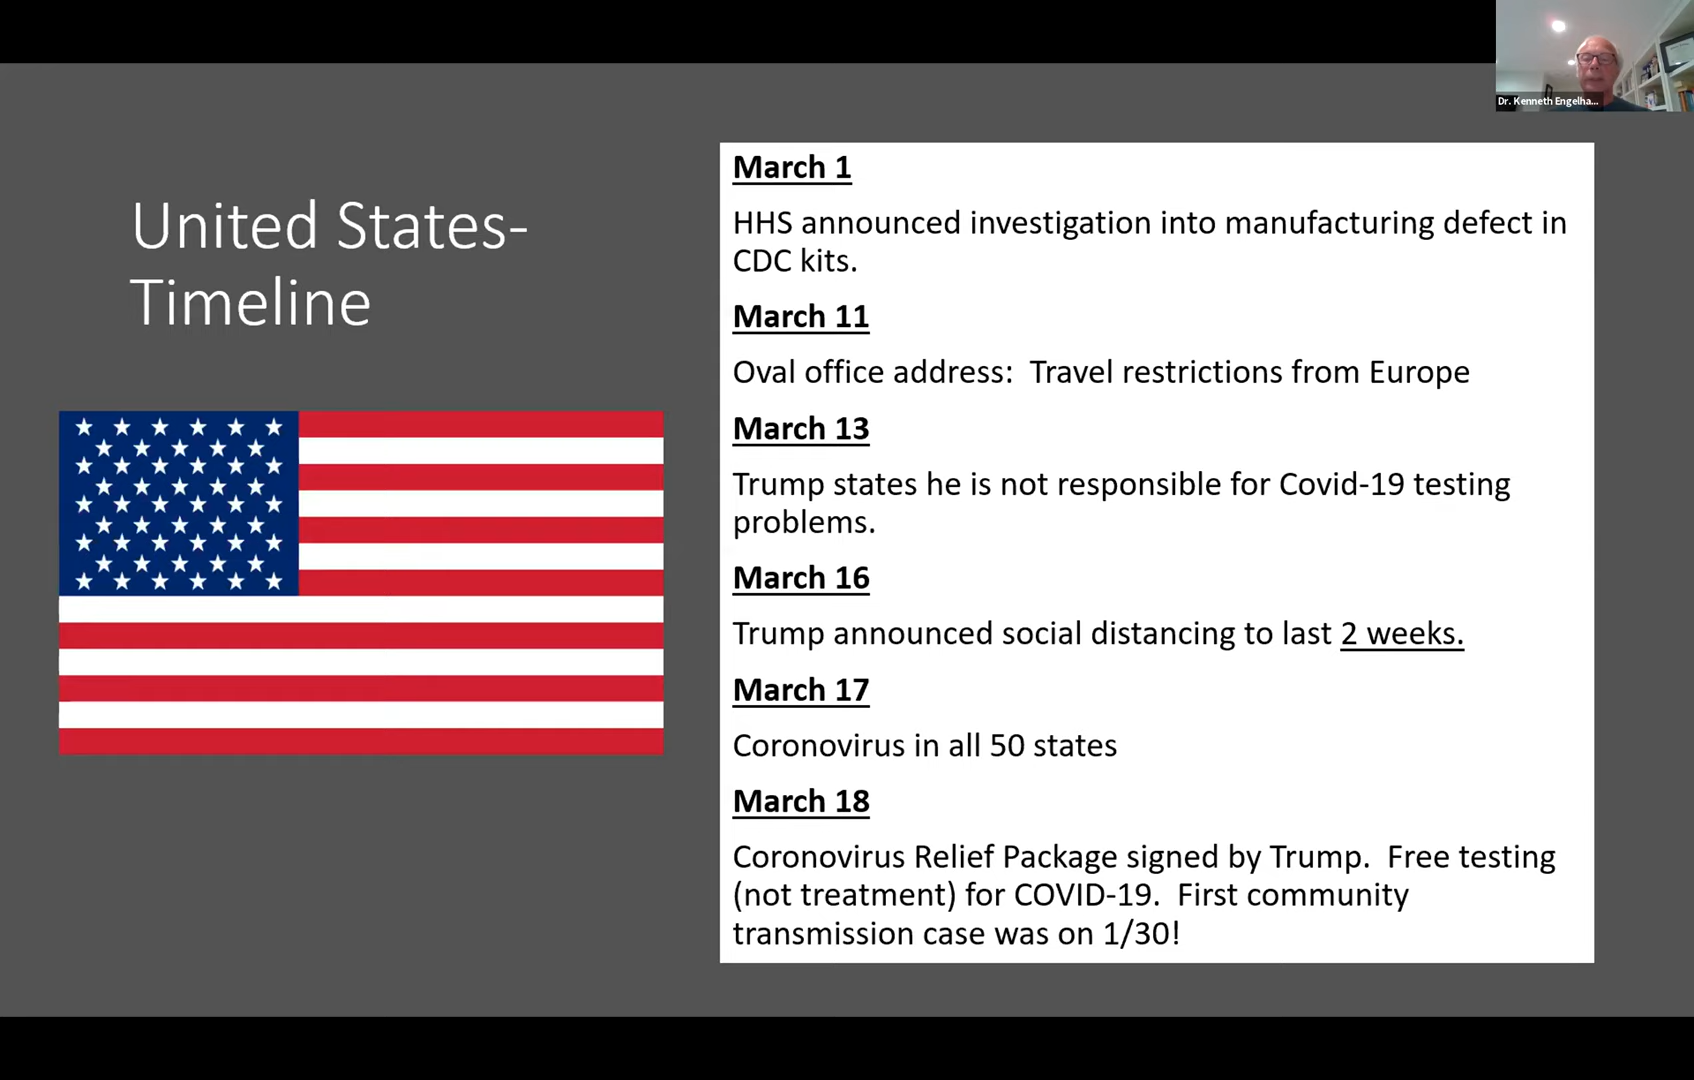 Dr. Kenneth Engelha...
United States-
Timeline
March 1
HHS announced investigation into manufacturing defect in
CDC kits.
March 11
Oval office address:  Travel restrictions from Europe
March 13
Trump states he is not responsible for Covid-19 testing
problems.
March 16
Trump announced social distancing to last 2 weeks.
March 17
Coronovirus in all 50 states
March 18
Coronovirus Relief Package signed by Trump.  Free testing
(not treatment) for COVID-19.  First community
transmission case was on 1/30!